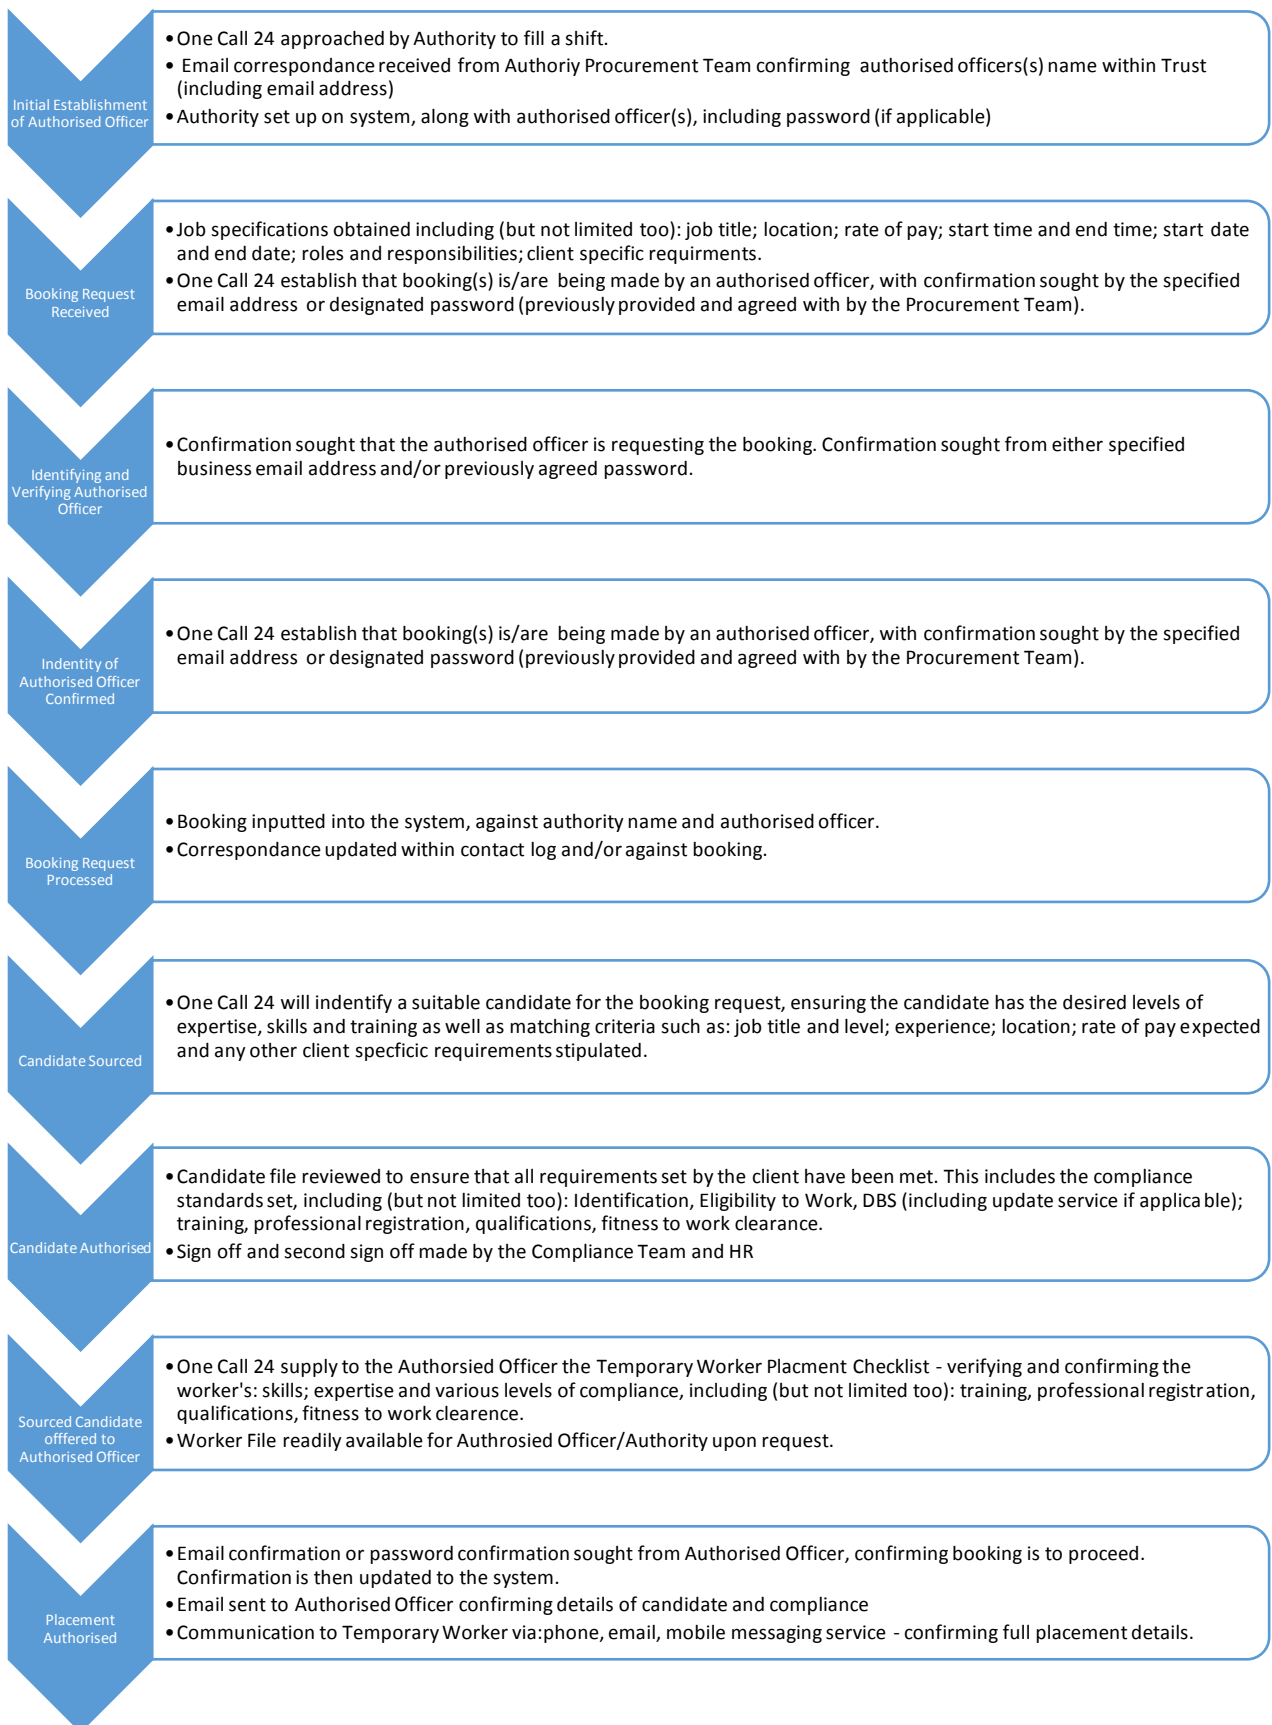 Initial Establishment
of Authorised Officer
•One Call 24 approached by Authority to fill a shift.
• Email correspondance received from Authoriy Procurement Team confirming authorised officers(s) name within Trust
(including email address)
•Authority set up on system, along with authorised officer(s), including password (if applicable)
Booking Request
Received
•Job specifications obtained including (but not limited too): job title; location; rate of pay; start time and end time; start date
and end date; roles and responsibilities; client specific requirments.
•One Call 24 establish that booking(s) is/are being made by an authorised officer, with confirmation sought by the specified
email address or designated password (previously provided and agreed with by the Procurement Team).
Identifying and
Verifying Authorised
Officer
•Confirmation sought that the authorised officer is requesting the booking. Confirmation sought from either specified
business email address and/or previously agreed password.
Indentity of
Authorised Officer
Confirmed
•One Call 24 establish that booking(s) is/are being made by an authorised officer, with confirmation sought by the specified
email address or designated password (previously provided and agreed with by the Procurement Team).
Booking Request
Processed
•Booking inputted into the system, against authority name and authorised officer.
•Correspondance updated within contact log and/or against booking.
Candidate Sourced
•One Call 24 will indentify a suitable candidate for the booking request, ensuring the candidate has the desired levels of
expertise, skills and training as well as matching criteria such as: job title and level; experience; location; rate of pay expected
and any other client specficic requirements stipulated.
Candidate Authorised
•Candidate file reviewed to ensure that all requirements set by the client have been met. This includes the compliance
standards set, including (but not limited too): Identification, Eligibility to Work, DBS (including update service if applicable);
training, professional registration, qualifications, fitness to work clearance.
•Sign off and second sign off made by the Compliance Team and HR
Sourced Candidate
offfered to
Authorised Officer
•One Call 24 supply to the Authorsied Officer the Temporary Worker Placment Checklist - verifying and confirming the
worker's: skills; expertise and various levels of compliance, including (but not limited too): training, professional registration,
qualifications, fitness to work clearence.
•Worker File readily available for Authrosied Officer/Authority upon request.
Placement
Authorised
•Email confirmation or password confirmation sought from Authorised Officer, confirming booking is to proceed.
Confirmation is then updated to the system.
•Email sent to Authorised Officer confirming details of candidate and compliance
•Communication to Temporary Worker via:phone, email, mobile messaging service - confirming full placement details.